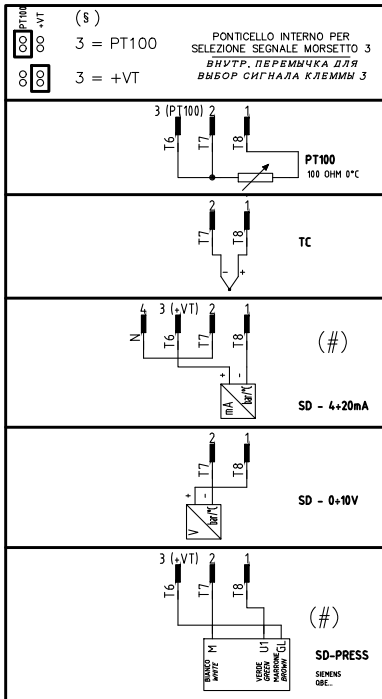 PT100
+VT
(§)
3 = PT100
3 = +VT
PONTICELLO INTERNO PER
SELEZIONE SEGNALE MORSETTO 3
ВНУТР. ПЕРЕМЫЧКА ДЛЯ
ВЫБОР СИГНАЛА КЛЕММЫ 3
3 (PT100) 2 1
T6 T7 T8
PT100
100 OHM 0°C
2 1
T7 T8
- +
TC
4 3 (+VT) 2 1
N T6 T7 T8
(#)
+ -
mA bar/°C
SD - 4÷20mA
2 1
T7 T8
+ -
V bar/°C
SD - 0÷10V
3 (+VT) 2 1
T6 T7 T8
(#)
M U1 GL
BIANCO
WHITE
VERDE
GREEN
MARRONE
BROWN
SD-PRESS
SIEMENS
QBE...